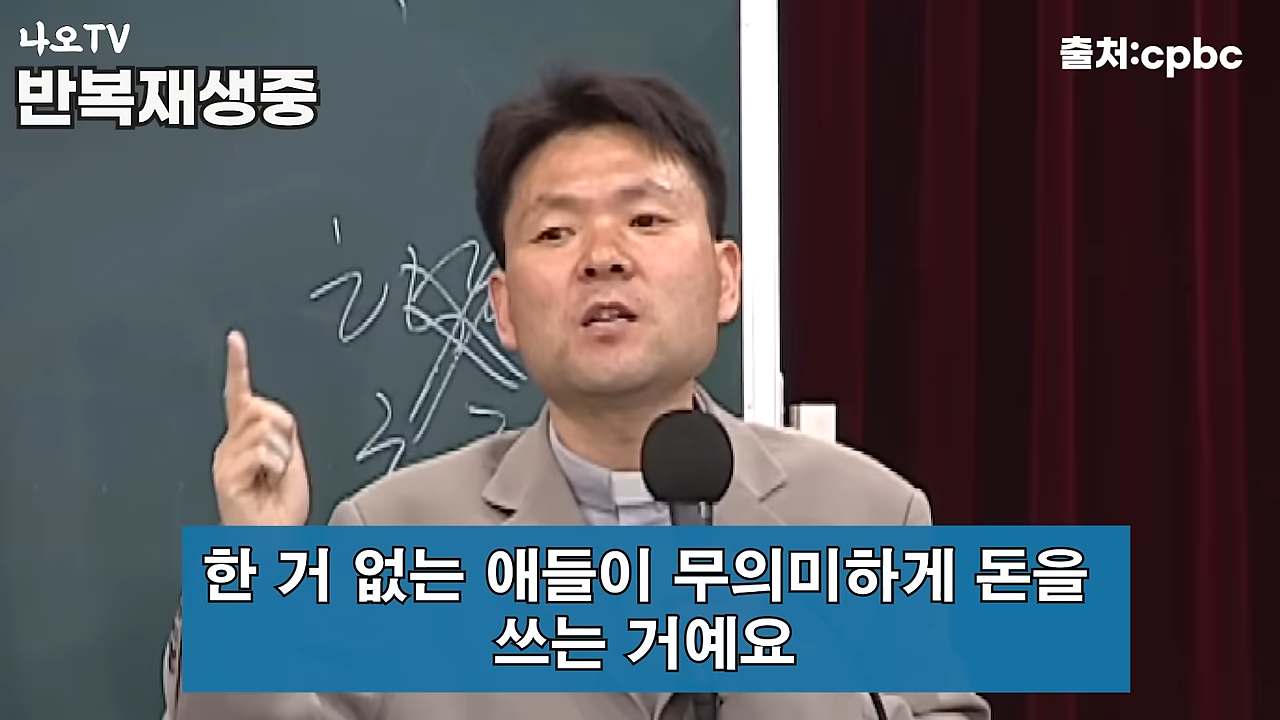 나오TV
반복재생중
출처:cpbc
한 거 없는 애들이 무의미하게 돈을
쓰는 거예요